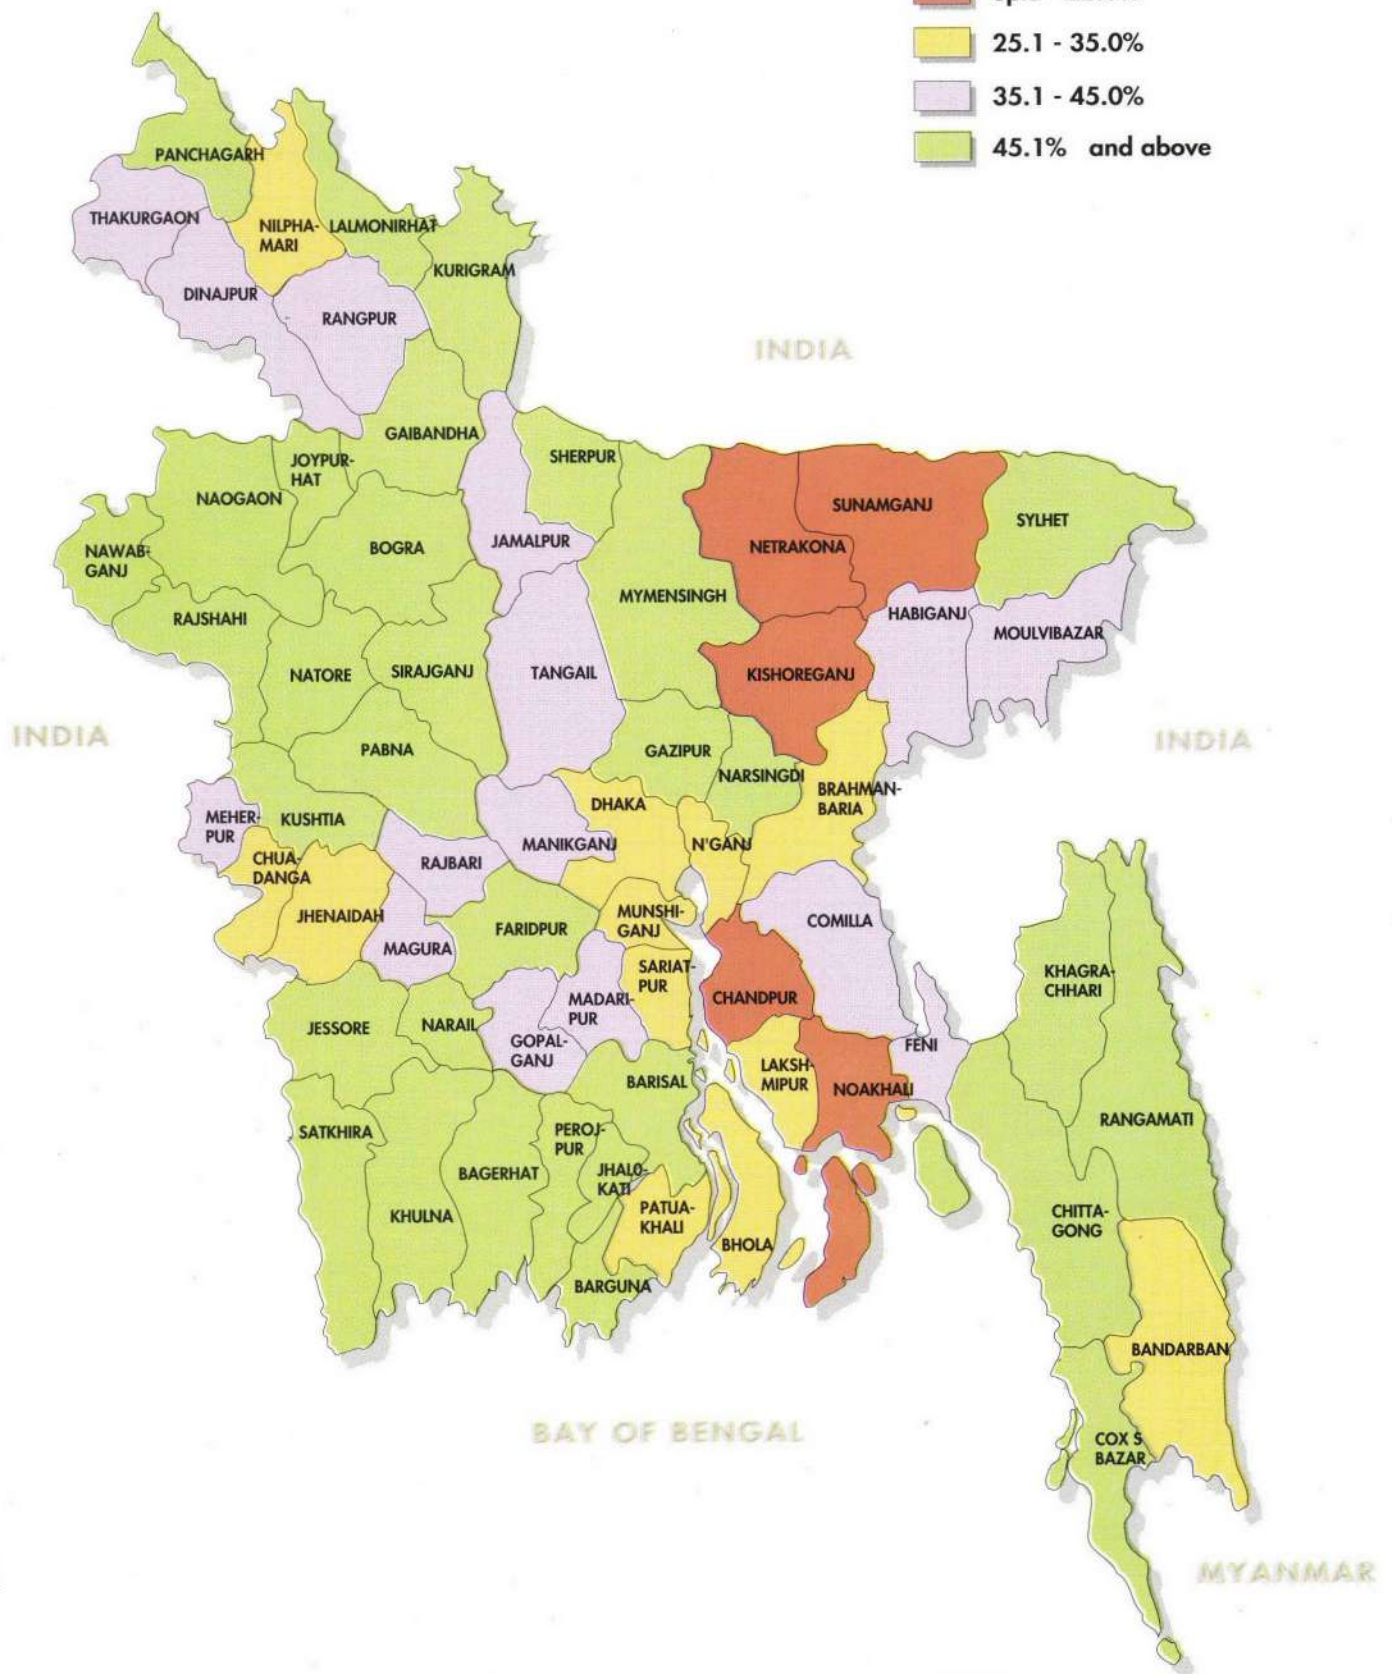 25.1 - 35.0%
35.1 - 45.0%
45.1% and above
PANCHAGARH
THAKURGAON
NILPHA-
MARI
LALMONIRHAT
KURIGRAM
DINAJPUR
RANGPUR
INDIA
GAIBANDHA
JOYPUR-
HAT
SHERPUR
NAOGAON
SUNAMGANJ
SYLHET
NAWAB-
GANJ
BOGRA
JAMALPUR
NETRAKONA
MYMENSINGH
HABIGANJ
RAJSHAHI
MOULVIBAZAR
NATORE
SIRAJGANJ
TANGAIL
KISHOREGANJ
INDIA
PABNA
GAZIPUR
INDIA
NARSINGDI
BRAHMAN-
BARIA
MEHER-
PUR
KUSHTIA
DHAKA
MANIKGANJ
N'GANJ
CHUA-
DANGA
RAJBARI
JHENAIDAH
MAGURA
FARIDPUR
MUNSHI-
GANJ
COMILLA
SARIAT-
PUR
KHAGRA-
CHHARI
MADARI-
PUR
CHANDPUR
JESSORE
NARAIL
GOPAL-
GANJ
FENI
BARISAL
LAKSH-
MIPUR
NOAKHALI
RANGAMATI
SATKHIRA
PEROJ-
PUR
BAGERHAT
JHALO-
KATI
KHULNA
PATUA-
KHALI
CHITTA-
GONG
BHOLA
BARGUNA
BANDARBAN
BAY OF BENGAL
COX S
BAZAR
MYANMAR